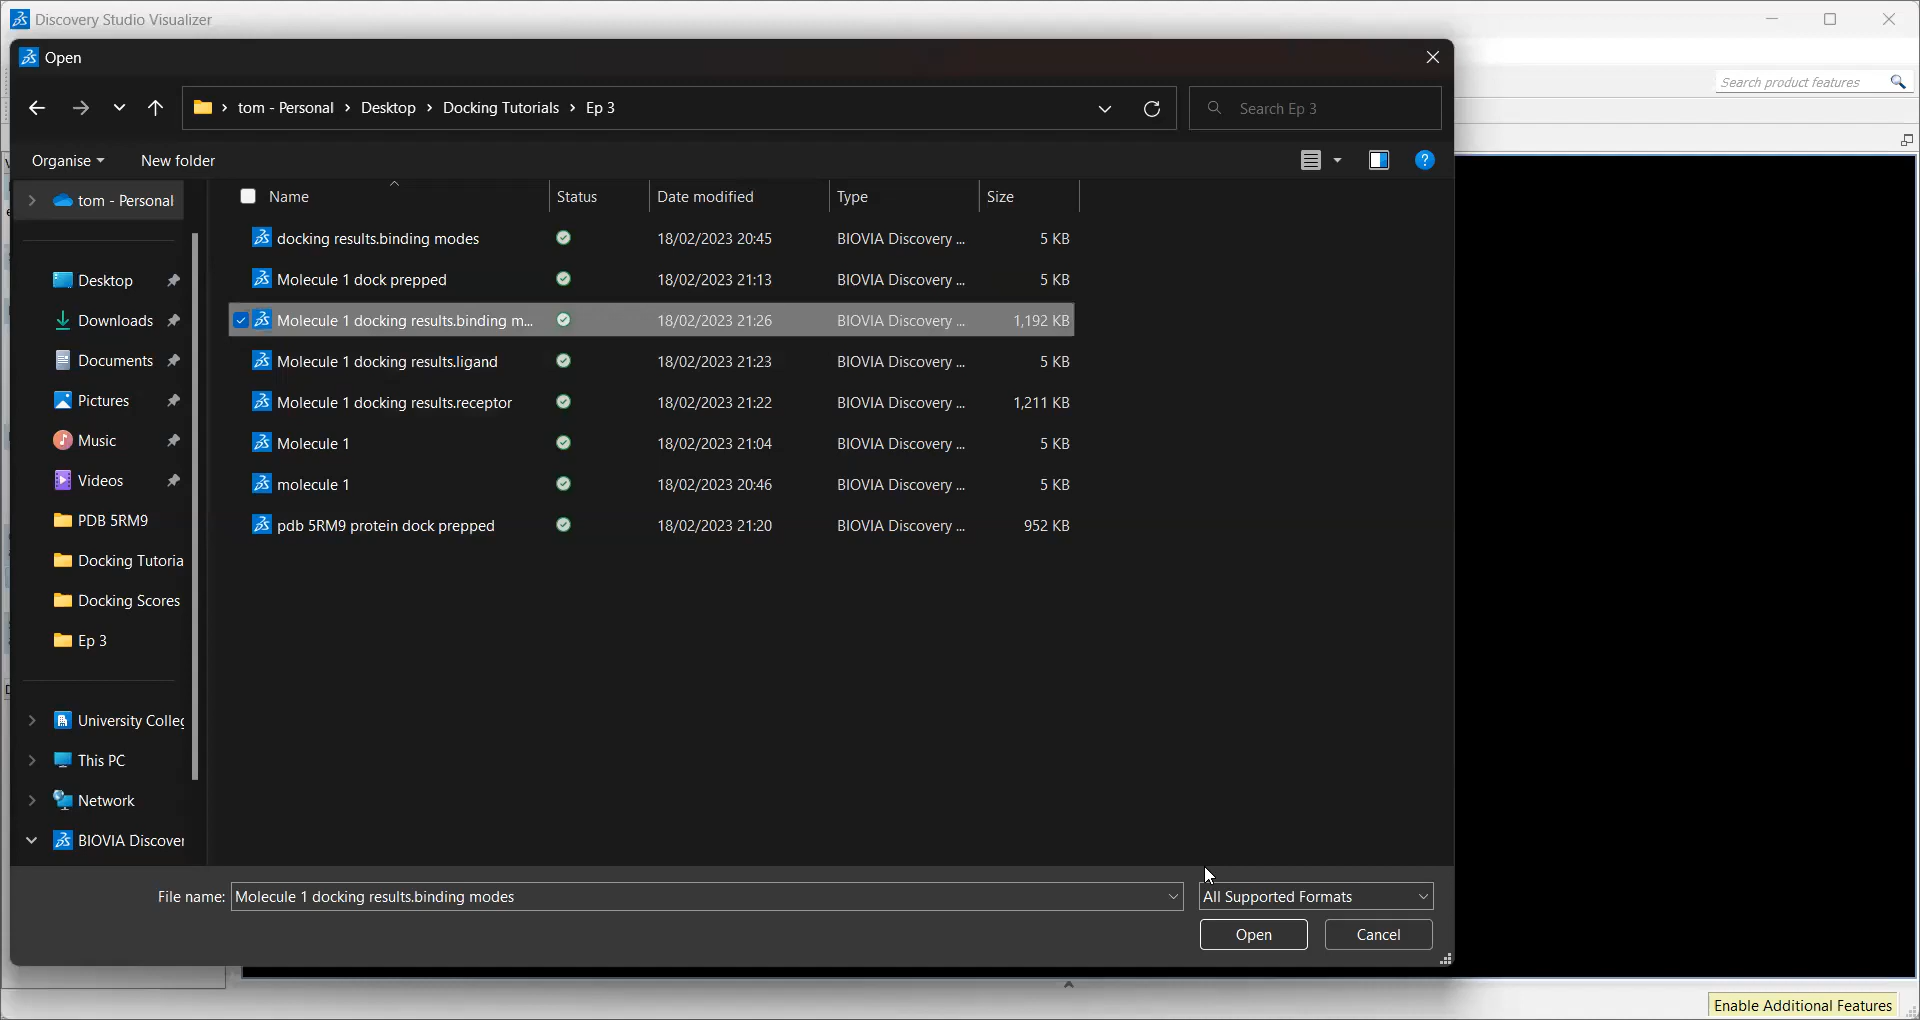 Discovery Studio Visualizer
Open
Search product features
tom - Personal > Desktop > Docking Tutorials > Ep 3
Search Ep 3
Organise
New folder
tom - Personal
Desktop
Downloads
Documents
Pictures
Music
Videos
PDB 5RM9
Docking Tutoria
Docking Scores
Ep 3
University Colleg
This PC
Network
BIOVIA Discover
Name Status Date modified Type Size
docking results.binding modes 18/02/2023 20:45 BIOVIA Discovery ... 5 KB
Molecule 1 dock prepped 18/02/2023 21:13 BIOVIA Discovery ... 5 KB
Molecule 1 docking results.binding m... 18/02/2023 21:26 BIOVIA Discovery ... 1,192 KB
Molecule 1 docking results.ligand 18/02/2023 21:23 BIOVIA Discovery ... 5 KB
Molecule 1 docking results.receptor 18/02/2023 21:22 BIOVIA Discovery ... 1,211 KB
Molecule 1 18/02/2023 21:04 BIOVIA Discovery ... 5 KB
molecule 1 18/02/2023 20:46 BIOVIA Discovery ... 5 KB
pdb 5RM9 protein dock prepped 18/02/2023 21:20 BIOVIA Discovery ... 952 KB
File name: Molecule 1 docking results.binding modes
All Supported Formats
Open
Cancel
Enable Additional Features